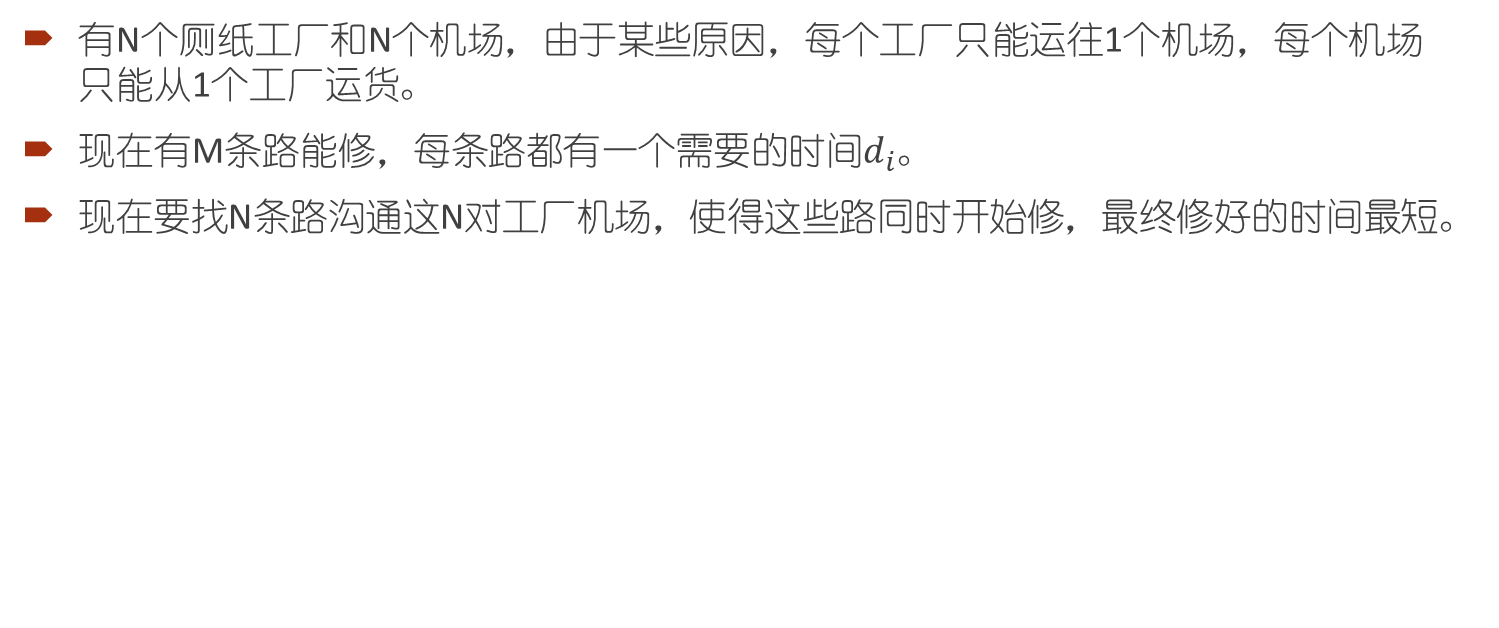 有N个厕纸工厂和N个机场，由于某些原因，每个工厂只能运往1个机场，每个机场
只能从1个工厂运货。
现在有M条路能修，每条路都有一个需要的时间dᵢ。
现在要找N条路沟通这N对工厂机场，使得这些路同时开始修，最终修好的时间最短。